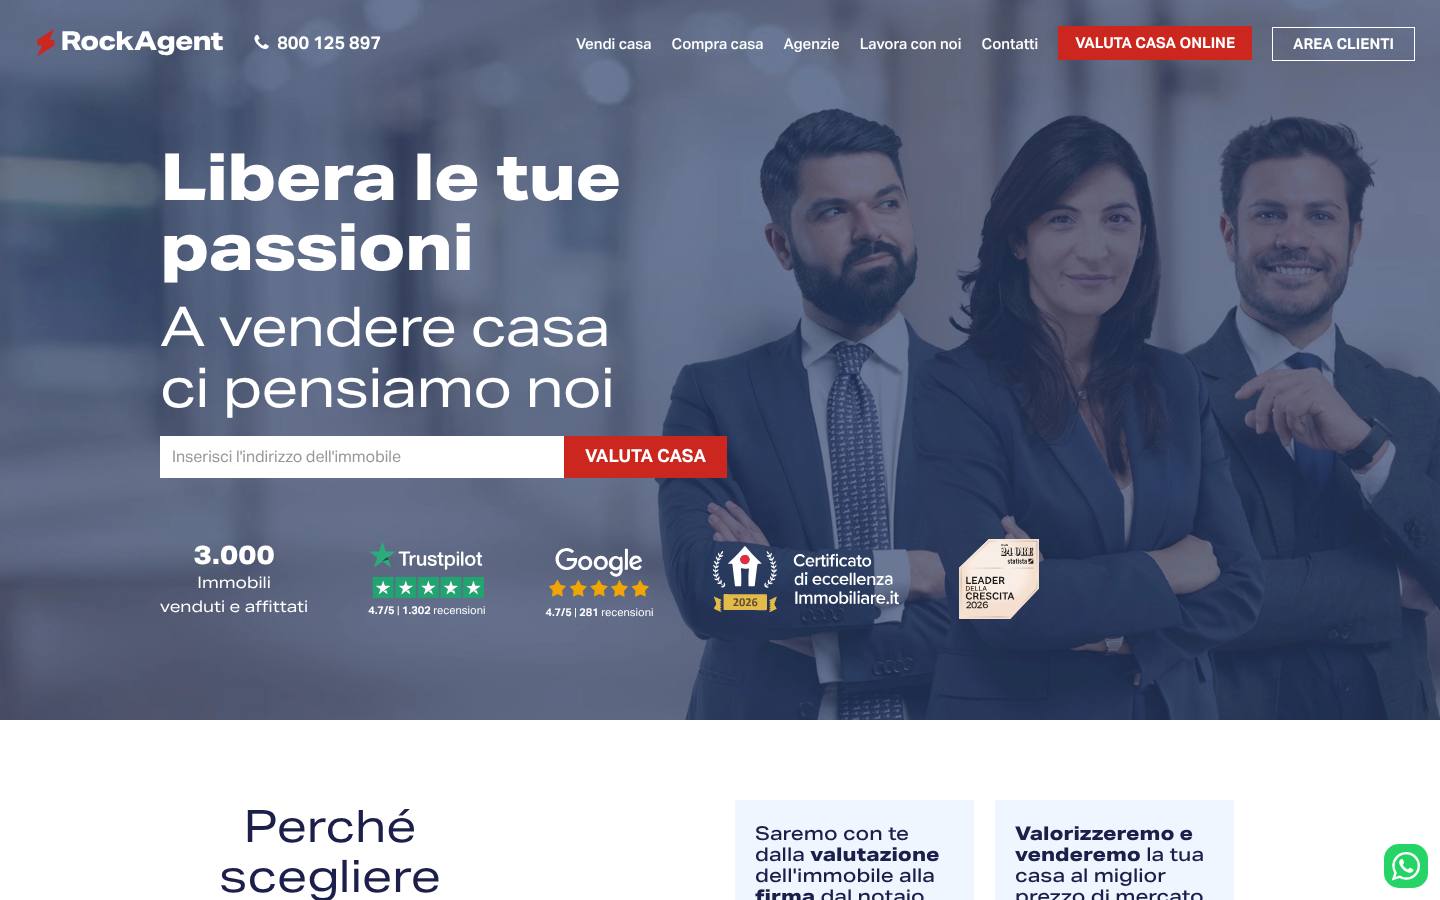 RockAgent
800 125 897
Vendi casa
Compra casa
Agenzie
Lavora con noi
Contatti
VALUTA CASA ONLINE
AREA CLIENTI
Libera le tue
passioni
A vendere casa
ci pensiamo noi
Inserisci l'indirizzo dell'immobile
VALUTA CASA
3.000
Immobili
venduti e affittati
Trustpilot
4.7/5 | 1.302 recensioni
Google
4.7/5 | 281 recensioni
2026
Certificato
di eccellenza
Immobiliare.it
24 ORE
statista
LEADER
DELLA
CRESCITA
2026
Perché
scegliere
Saremo con te
dalla valutazione
dell'immobile alla
firma dal notaio
Valorizzeremo e
venderemo la tua
casa al miglior
prezzo di mercato